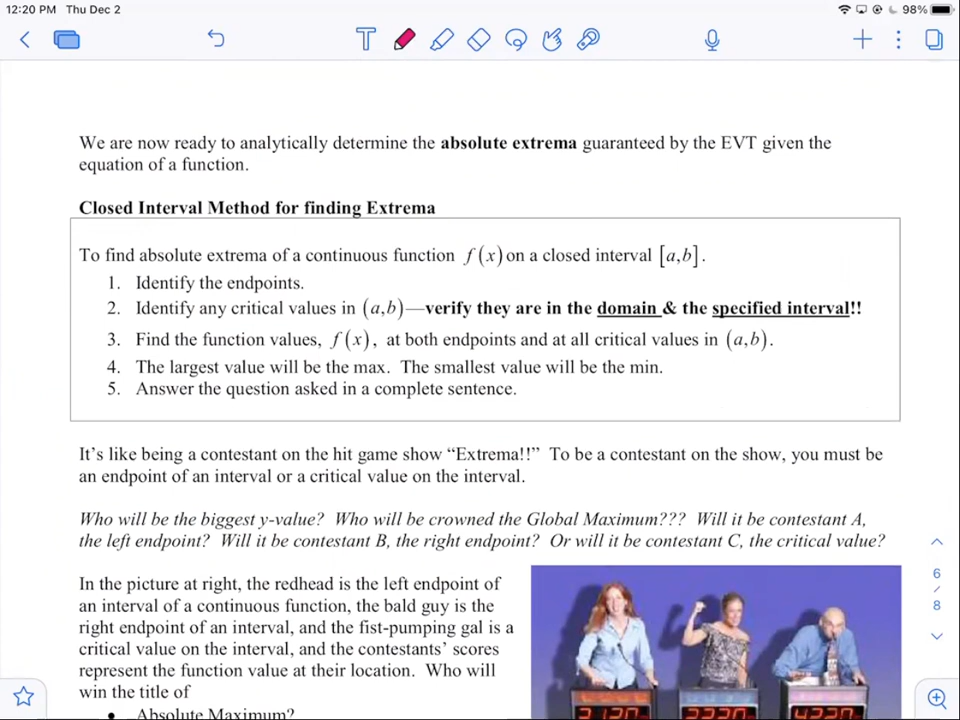 12:20 PM Thu Dec 2
98%
We are now ready to analytically determine the absolute extrema guaranteed by the EVT given the
equation of a function.
Closed Interval Method for finding Extrema
To find absolute extrema of a continuous function f(x) on a closed interval [a,b].
1. Identify the endpoints.
2. Identify any critical values in (a,b)—verify they are in the domain & the specified interval!!
3. Find the function values, f(x), at both endpoints and at all critical values in (a,b).
4. The largest value will be the max. The smallest value will be the min.
5. Answer the question asked in a complete sentence.
It's like being a contestant on the hit game show “Extrema!!” To be a contestant on the show, you must be
an endpoint of an interval or a critical value on the interval.
Who will be the biggest y-value? Who will be crowned the Global Maximum??? Will it be contestant A,
the left endpoint? Will it be contestant B, the right endpoint? Or will it be contestant C, the critical value?
In the picture at right, the redhead is the left endpoint of
an interval of a continuous function, the bald guy is the
right endpoint of an interval, and the fist-pumping gal is a
critical value on the interval, and the contestants' scores
represent the function value at their location. Who will
win the title of
• Absolute Maximum?
6
/
8